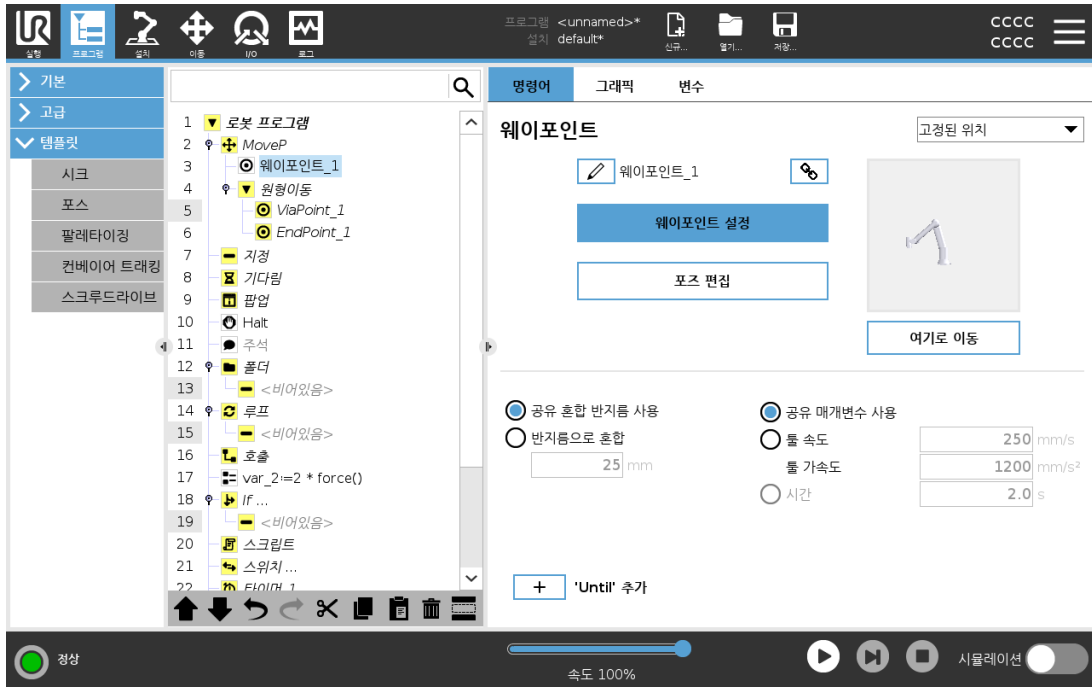 프로그램 <unnamed>*
설치 default*
CCCC
CCCC
실행
프로그램
설치
이동
I/O
로그
신규...
열기...
저장...
기본
고급
템플릿
시크
포스
팔레타이징
컨베이어 트래킹
스크루드라이브
1 로봇 프로그램
2 MoveP
3 웨이포인트_1
4 원형이동
5 ViaPoint_1
6 EndPoint_1
7 지정
8 기다림
9 팝업
10 Halt
11 주석
12 폴더
13 <비어있음>
14 루프
15 <비어있음>
16 호출
17 var_2:=2 * force()
18 If ...
19 <비어있음>
20 스크립트
21 스위치 ...
22 타이머_1
명령어 그래픽 변수
웨이포인트
고정된 위치
웨이포인트_1
웨이포인트 설정
포즈 편집
여기로 이동
공유 혼합 반지름 사용
반지름으로 혼합
25 mm
공유 매개변수 사용
툴 속도 250 mm/s
툴 가속도 1200 mm/s²
시간 2.0 s
+ 'Until' 추가
정상
속도 100%
시뮬레이션